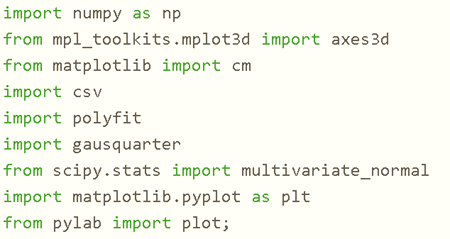 import numpy as np
from mpl_toolkits.mplot3d import axes3d
from matplotlib import cm
import csv
import polyfit
import gausquarter
from scipy.stats import multivariate_normal
import matplotlib.pyplot as plt
from pylab import plot;